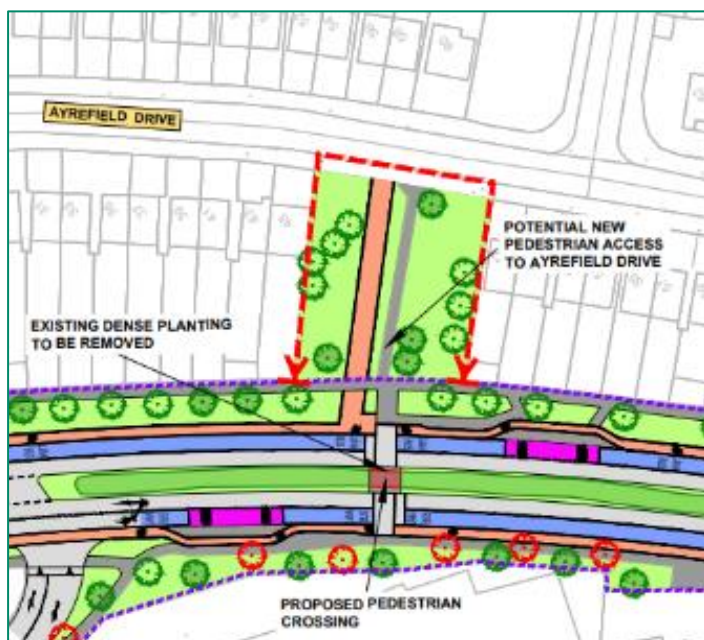 AYREFIELD DRIVE
POTENTIAL NEW
PEDESTRIAN ACCESS
TO AYREFIELD DRIVE
EXISTING DENSE PLANTING
TO BE REMOVED
PROPOSED PEDESTRIAN
CROSSING